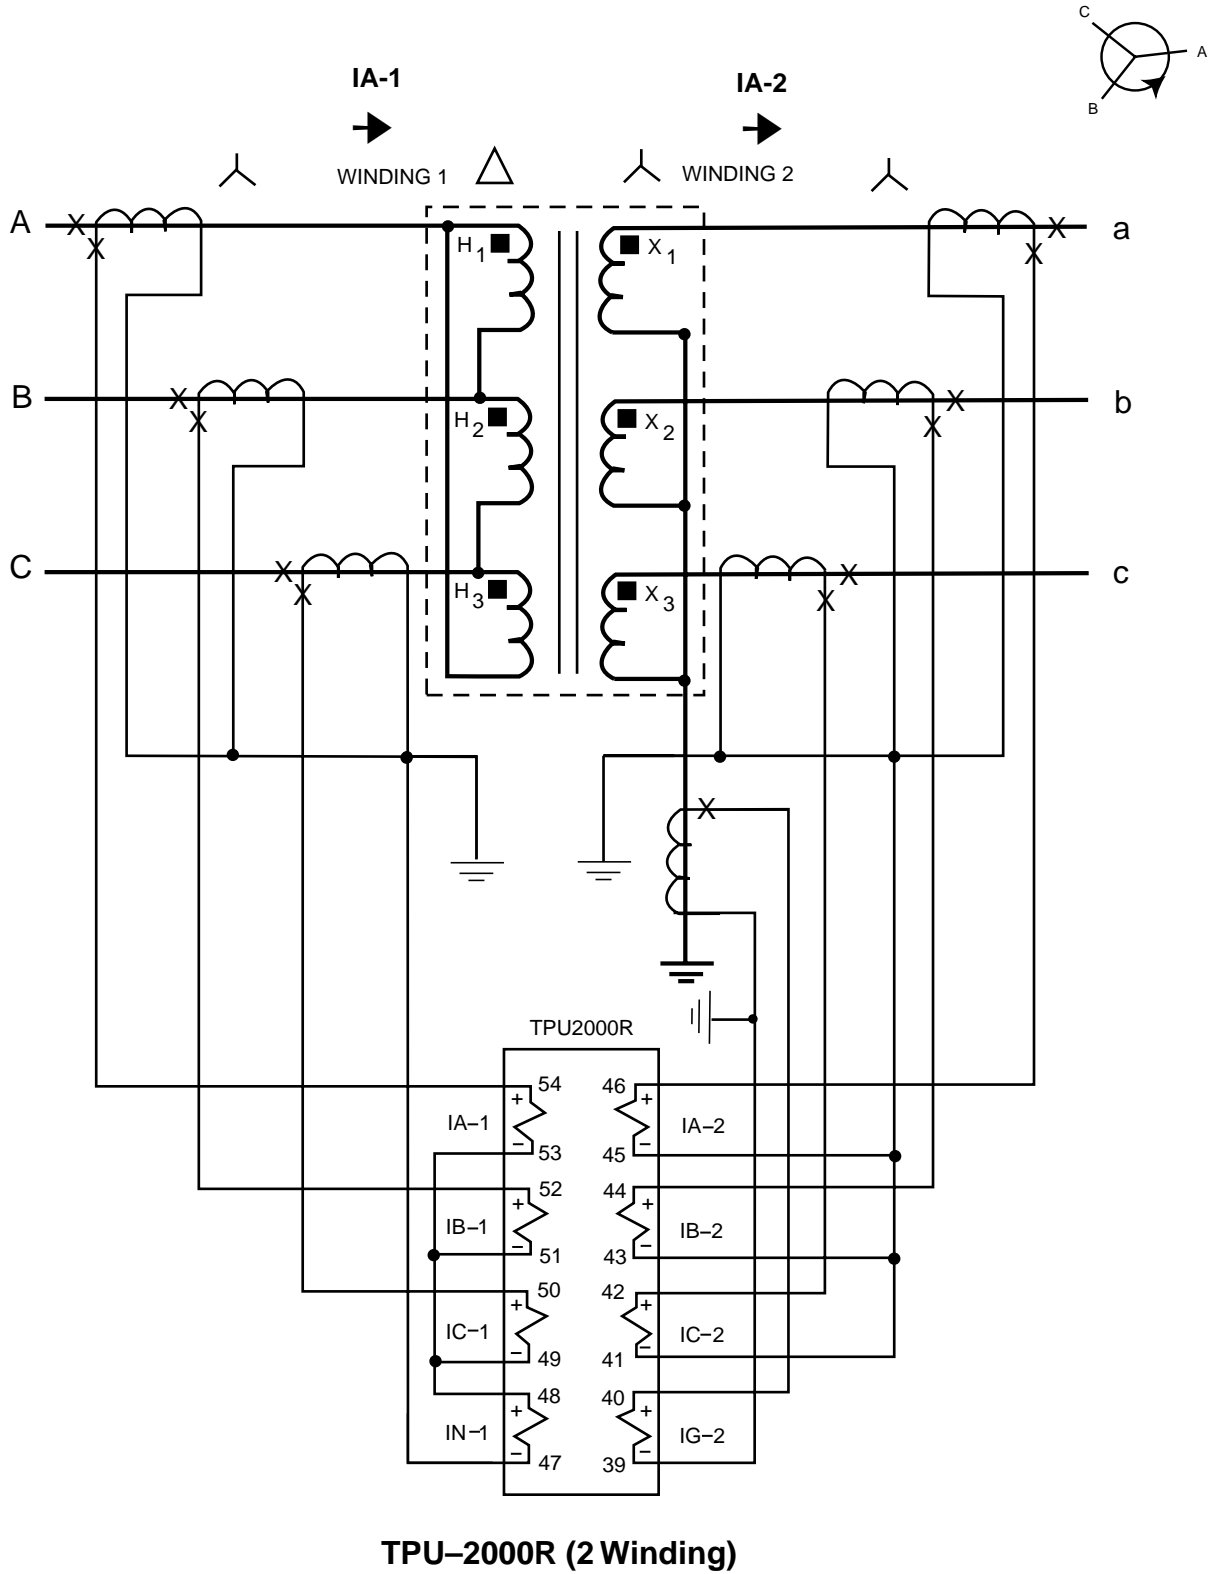 C
A
B
IA-1
IA-2
WINDING 1
WINDING 2
A
X
X
H1
X1
X
X
a
B
X
X
H2
X2
X
X
b
C
X
X
H3
X3
X
X
c
X
TPU2000R
54
46
+
+
IA–1
IA–2
–
–
53
45
52
44
+
+
IB–1
IB–2
–
–
51
43
50
42
+
+
IC–1
IC–2
–
–
49
41
48
40
+
+
IN–1
IG–2
–
–
47
39
TPU–2000R (2 Winding)